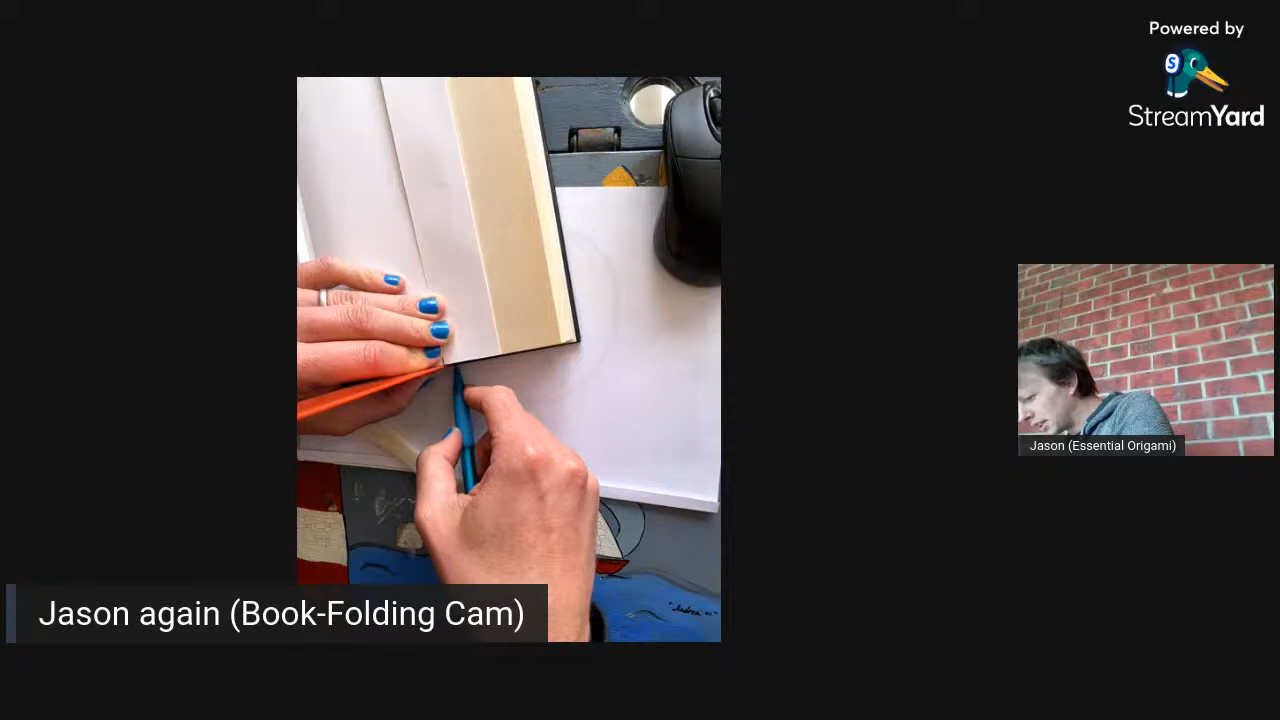 Powered by
S
StreamYard
Jason (Essential Origami)
Jason again (Book-Folding Cam)